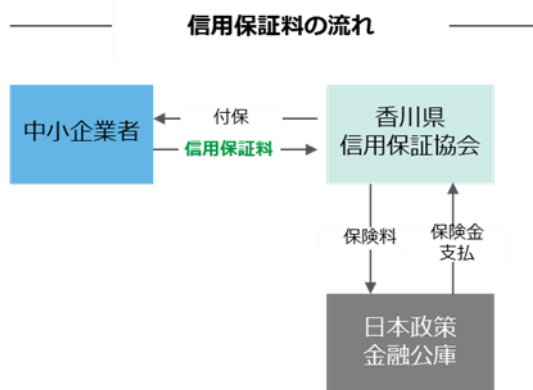 信用保証料の流れ
中小企業者
付保
信用保証料
香川県
信用保証協会
保険料
保険金
支払
日本政策
金融公庫